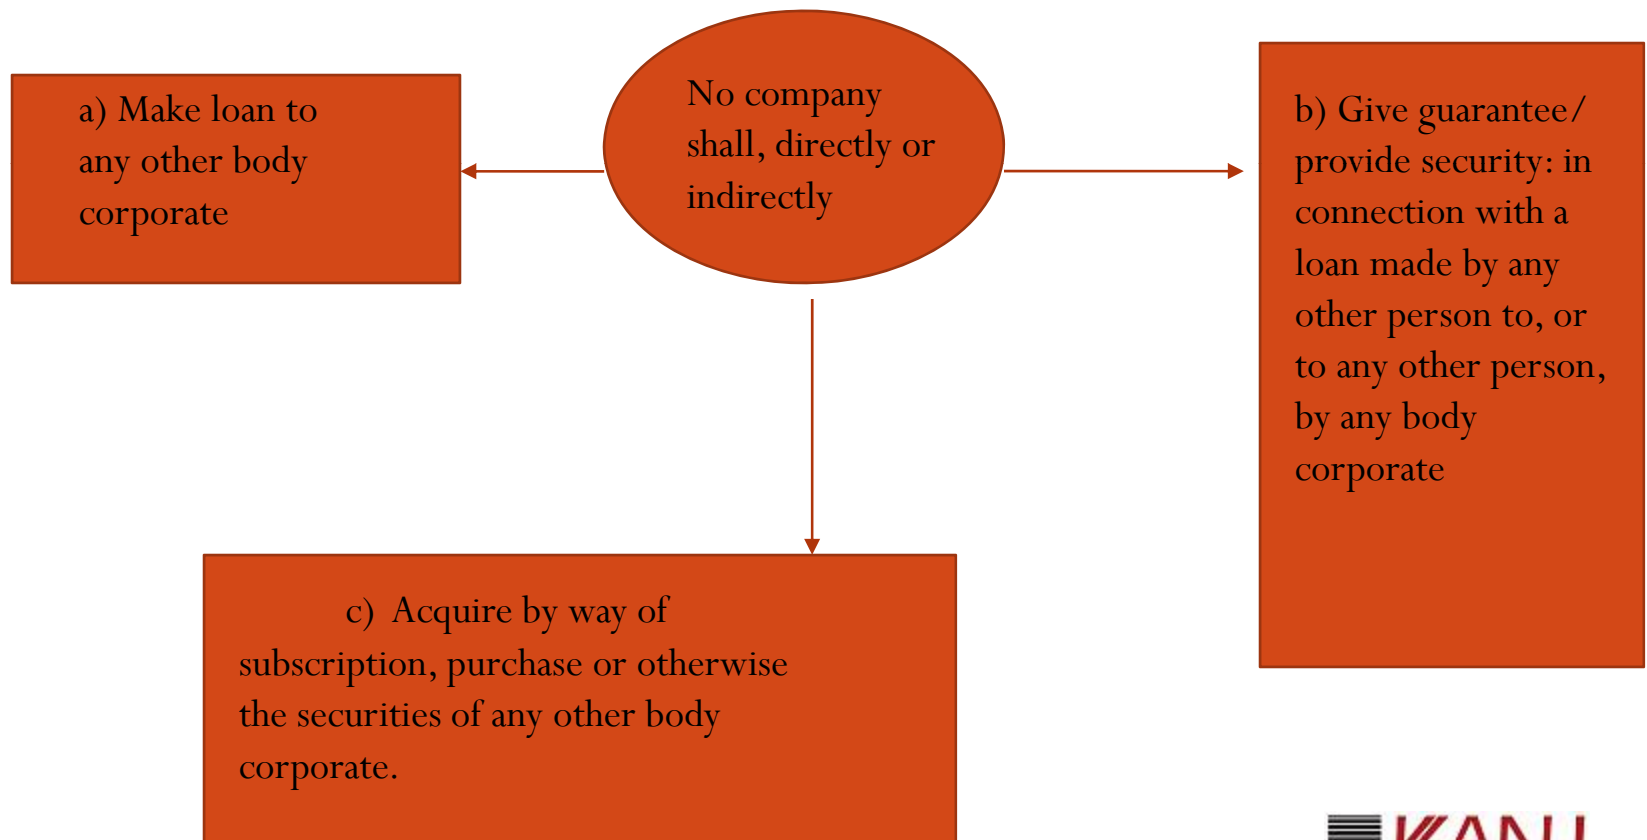 No company
shall, directly or
indirectly
a) Make loan to
any other body
corporate
b) Give guarantee/
provide security: in
connection with a
loan made by any
other person to, or
to any other person,
by any body
corporate
c) Acquire by way of
subscription, purchase or otherwise
the securities of any other body
corporate.